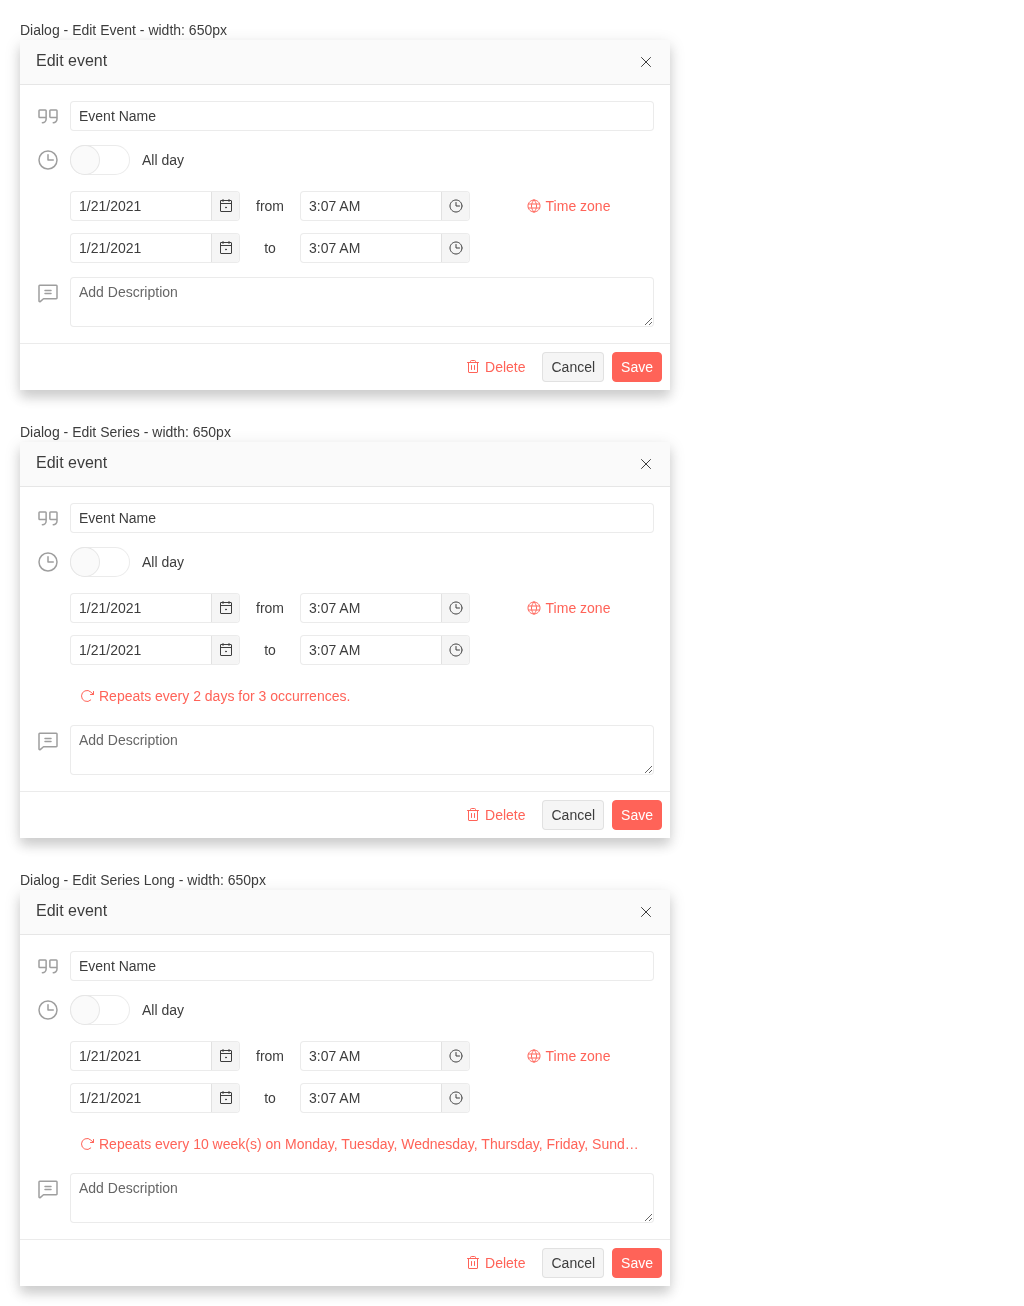 Dialog - Edit Event - width: 650px
Edit event
Event Name
All day
1/21/2021 from 3:07 AM Time zone
1/21/2021 to 3:07 AM
Add Description
Delete Cancel Save
Dialog - Edit Series - width: 650px
Edit event
Event Name
All day
1/21/2021 from 3:07 AM Time zone
1/21/2021 to 3:07 AM
Repeats every 2 days for 3 occurrences.
Add Description
Delete Cancel Save
Dialog - Edit Series Long - width: 650px
Edit event
Event Name
All day
1/21/2021 from 3:07 AM Time zone
1/21/2021 to 3:07 AM
Repeats every 10 week(s) on Monday, Tuesday, Wednesday, Thursday, Friday, Sund…
Add Description
Delete Cancel Save